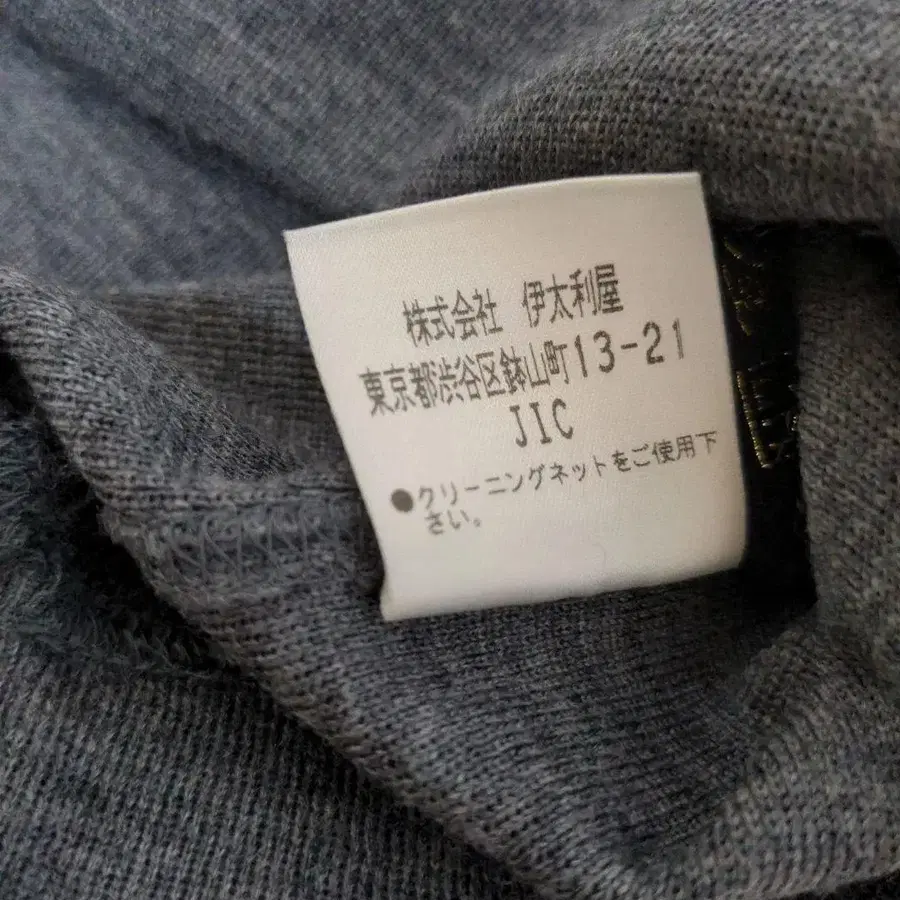 株式会社 伊太利屋
東京都渋谷区鉢山町13-21
JIC
●クリーニングネットをご使用下
さい。